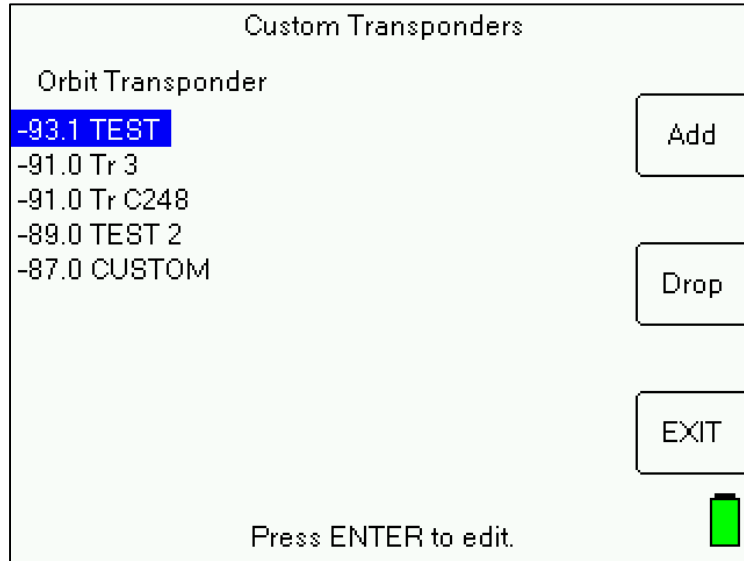 Custom Transponders
Orbit Transponder
-93.1 TEST
-91.0 Tr 3
-91.0 Tr C248
-89.0 TEST 2
-87.0 CUSTOM
Add
Drop
EXIT
Press ENTER to edit.